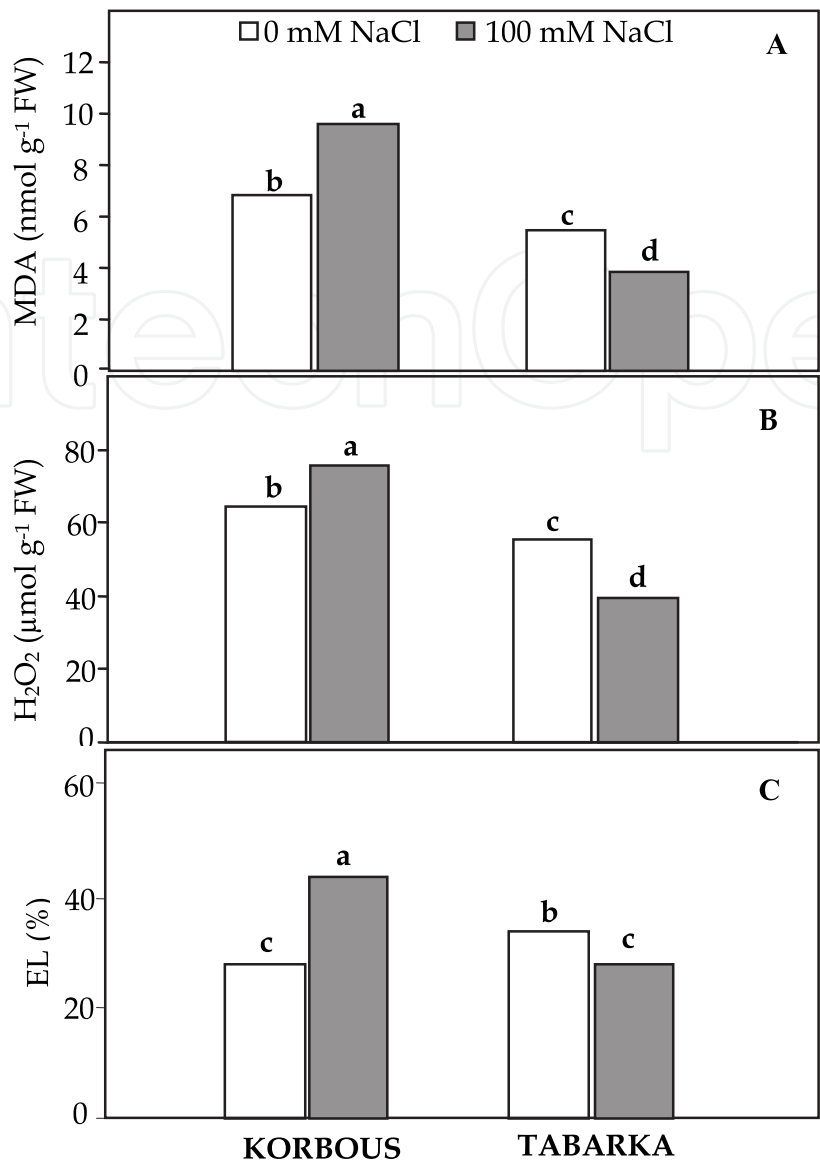 0 mM NaCl 100 mM NaCl
A
MDA (nmol g⁻¹ FW)
12
10
8
6
4
2
0
b
a
c
d
B
H₂O₂ (µmol g⁻¹ FW)
80
60
40
20
0
b
a
c
d
C
EL (%)
60
40
20
0
c
a
b
c
KORBOUS TABARKA